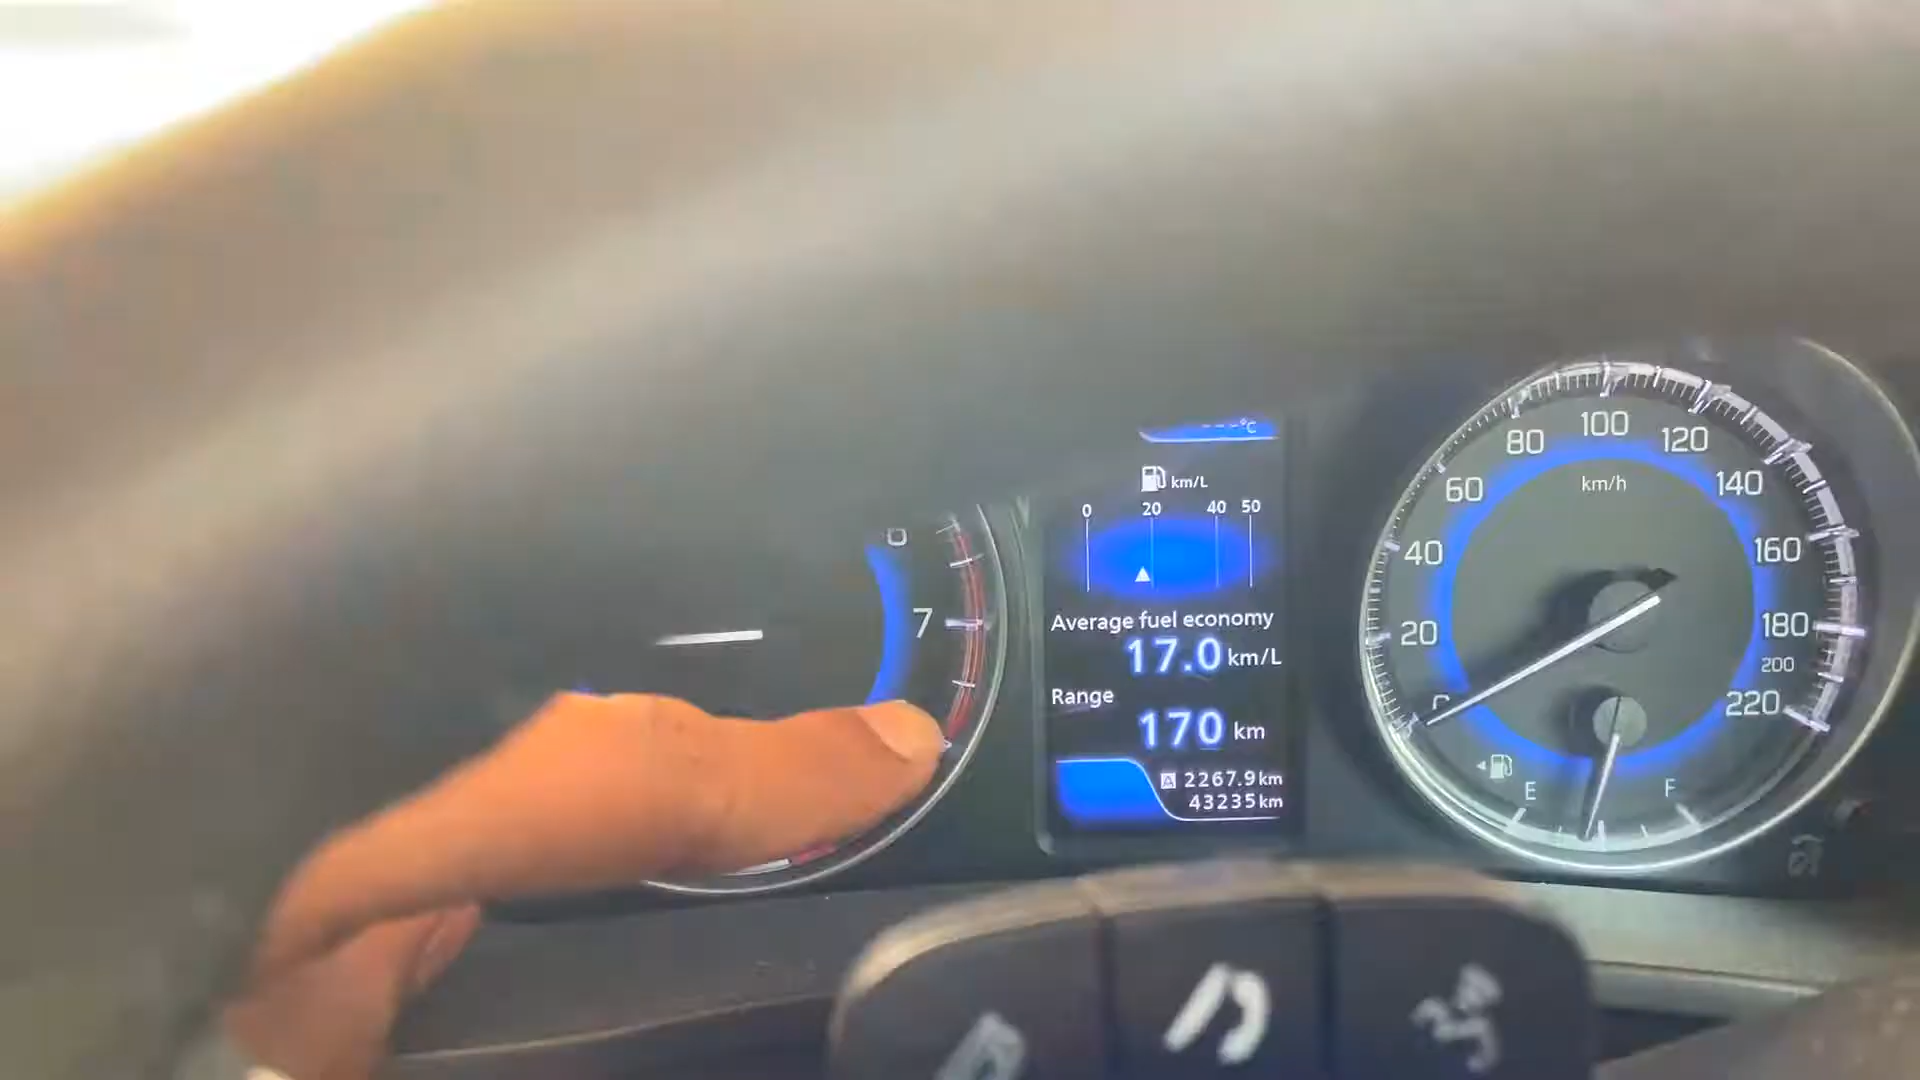 7
km/L
0 20 40 50
Average fuel economy
17.0 km/L
Range
170 km
A 2267.9 km
43235 km
100
80 120
km/h
60 140
40 160
20 180
200
220
E F